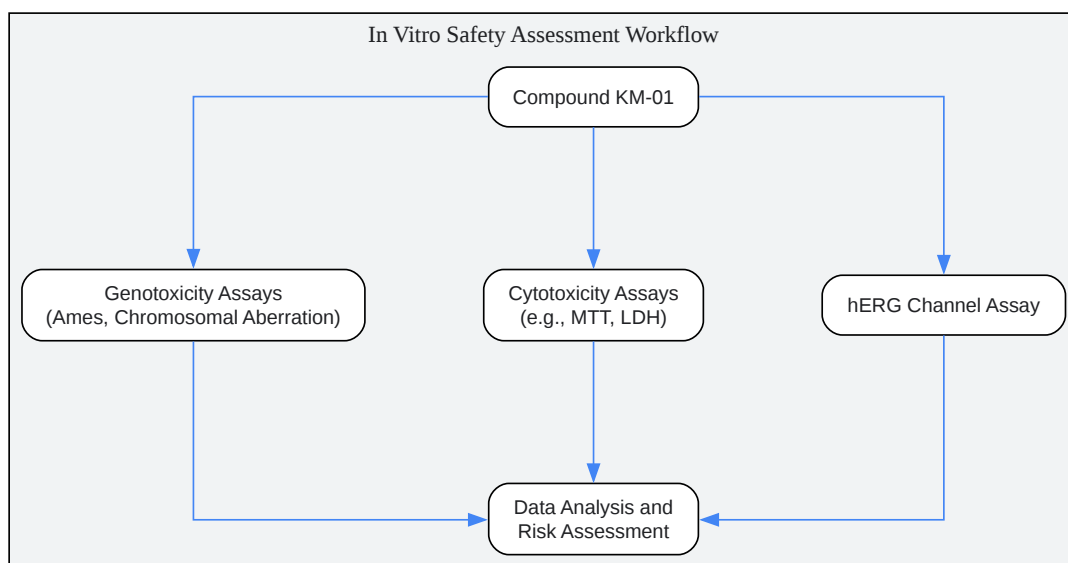 In Vitro Safety Assessment Workflow
Compound KM-01
Genotoxicity Assays
(Ames, Chromosomal Aberration)
Cytotoxicity Assays
(e.g., MTT, LDH)
hERG Channel Assay
Data Analysis and
Risk Assessment